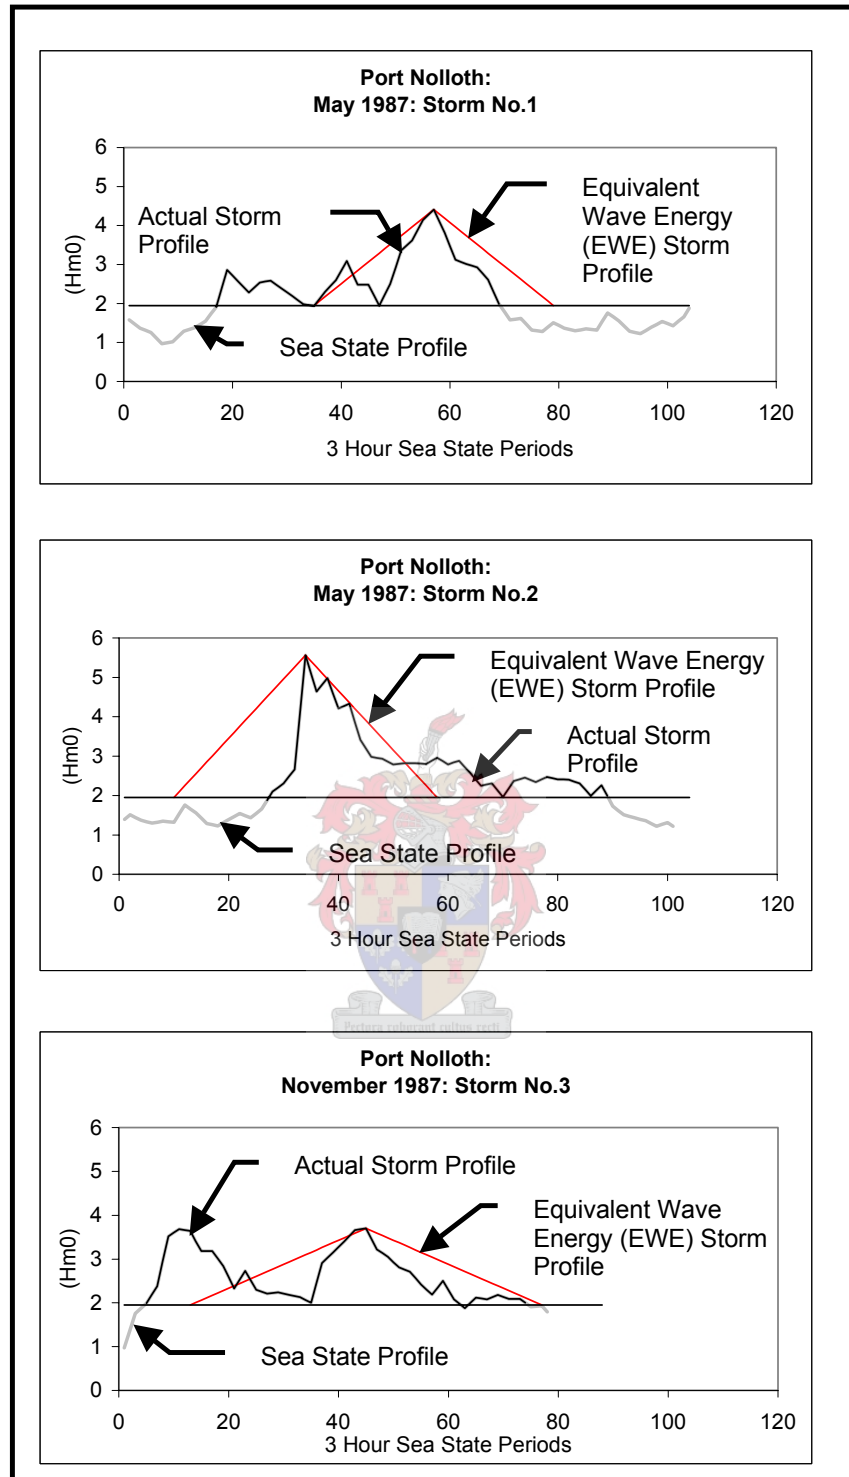 Port Nolloth:
May 1987: Storm No.1
6
5
4
3
2
1
0
(Hm0)
Actual Storm
Profile
Equivalent
Wave Energy
(EWE) Storm
Profile
Sea State Profile
0 20 40 60 80 100 120
3 Hour Sea State Periods
Port Nolloth:
May 1987: Storm No.2
6
5
4
3
2
1
0
(Hm0)
Equivalent Wave Energy
(EWE) Storm Profile
Actual Storm
Profile
Sea State Profile
0 20 40 60 80 100 120
3 Hour Sea State Periods
Pectora roborant cultus recti
Port Nolloth:
November 1987: Storm No.3
6
5
4
3
2
1
0
(Hm0)
Actual Storm Profile
Equivalent Wave
Energy (EWE) Storm
Profile
Sea State Profile
0 20 40 60 80 100 120
3 Hour Sea State Periods